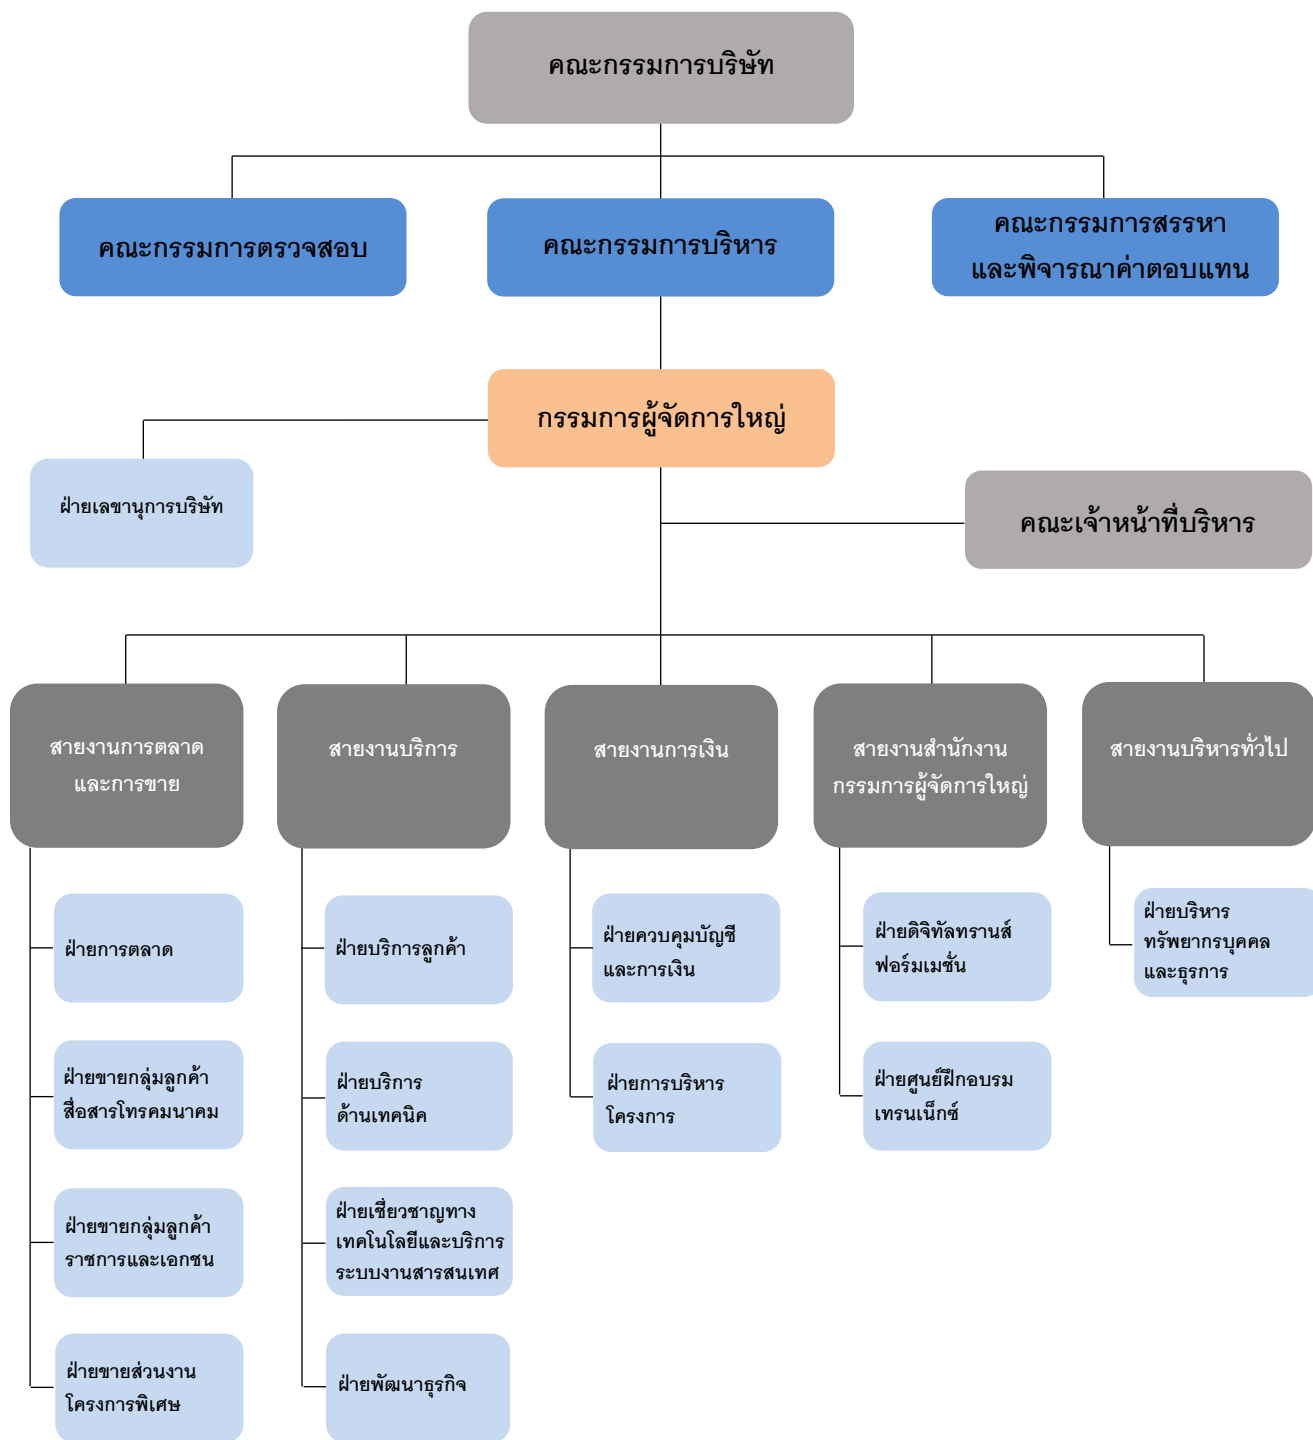 คณะกรรมการบริษัท
คณะกรรมการตรวจสอบ
คณะกรรมการบริหาร
คณะกรรมการสรรหา
และพิจารณาค่าตอบแทน
กรรมการผู้จัดการใหญ่
ฝ่ายเลขานุการบริษัท
คณะเจ้าหน้าที่บริหาร
สายงานการตลาด
และการขาย
สายงานบริการ
สายงานการเงิน
สายงานสำนักงาน
กรรมการผู้จัดการใหญ่
สายงานบริหารทั่วไป
ฝ่ายการตลาด
ฝ่ายขายกลุ่มลูกค้า
สื่อสารโทรคมนาคม
ฝ่ายขายกลุ่มลูกค้า
ราชการและเอกชน
ฝ่ายขายส่วนงาน
โครงการพิเศษ
ฝ่ายบริการลูกค้า
ฝ่ายบริการ
ด้านเทคนิค
ฝ่ายเชี่ยวชาญทาง
เทคโนโลยีและบริการ
ระบบงานสารสนเทศ
ฝ่ายพัฒนาธุรกิจ
ฝ่ายควบคุมบัญชี
และการเงิน
ฝ่ายการบริหาร
โครงการ
ฝ่ายดิจิทัลทรานส์
ฟอร์มเมชั่น
ฝ่ายศูนย์ฝึกอบรม
เทรนเน็กซ์
ฝ่ายบริหาร
ทรัพยากรบุคคล
และธุรการ